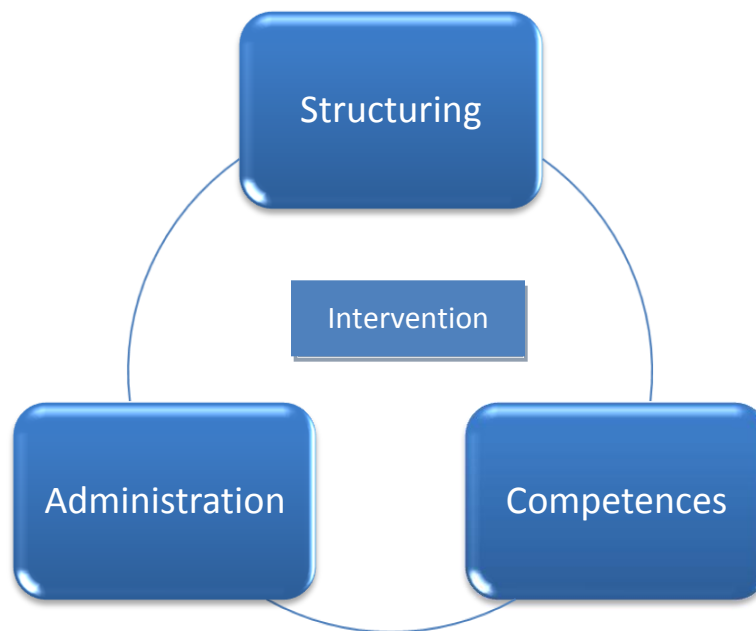 Structuring
Intervention
Administration
Competences